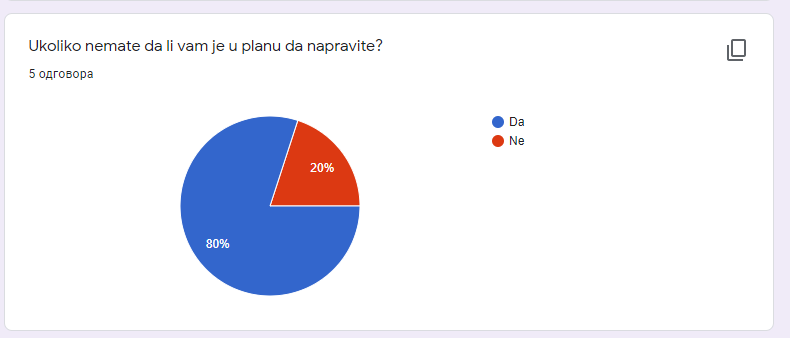 Ukoliko nemate da li vam je u planu da napravite?
5 одговора
Da
Ne
20%
80%